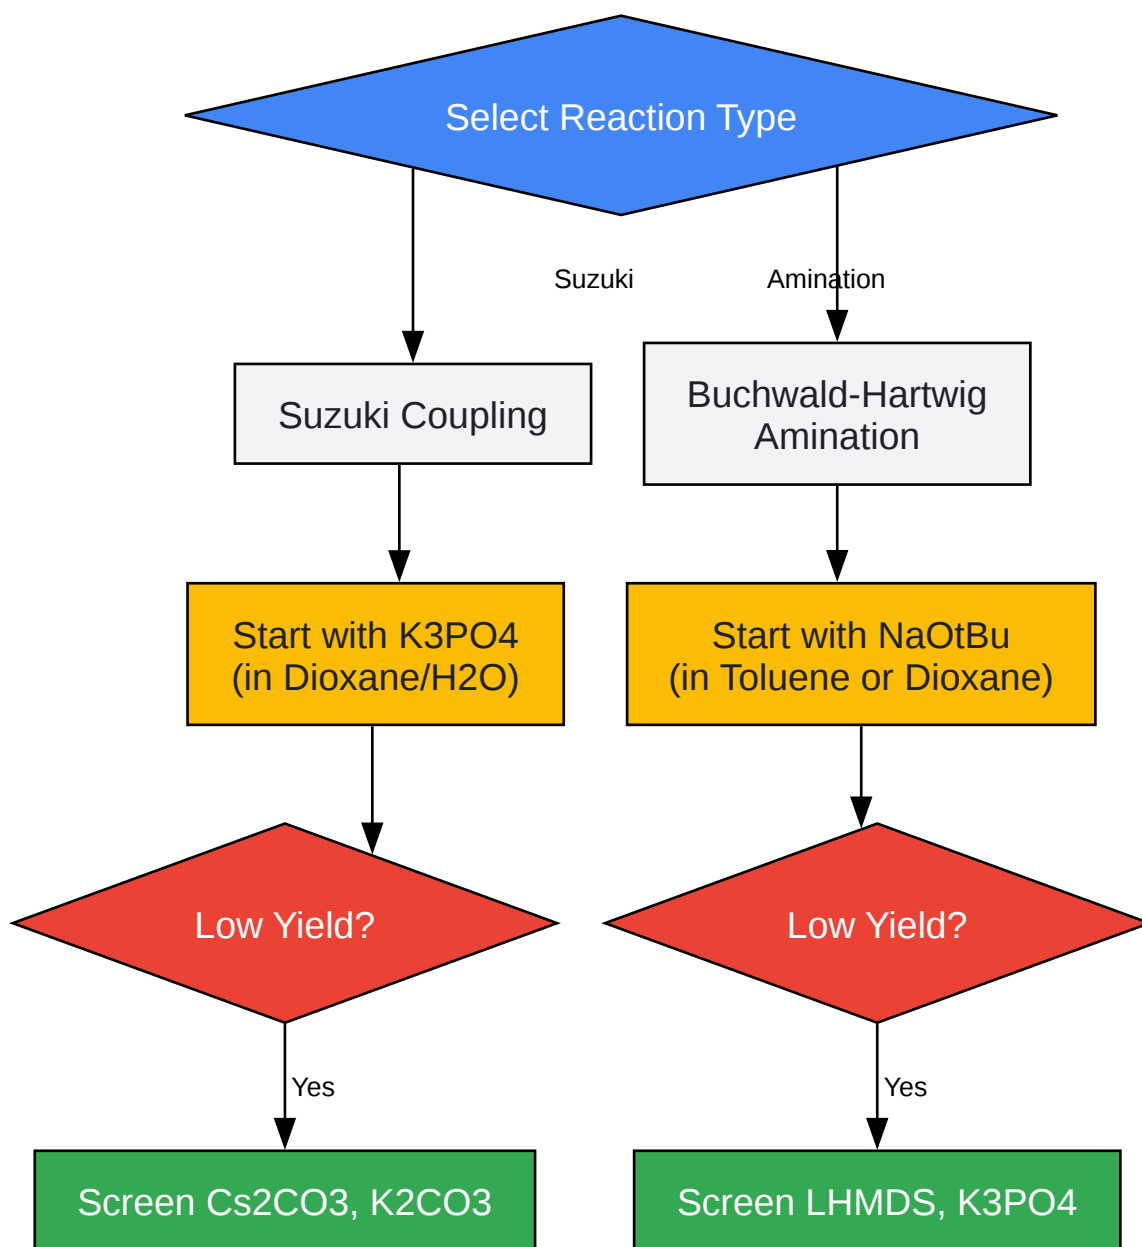 Select Reaction Type
Suzuki
Amination
Suzuki Coupling
Buchwald-Hartwig
Amination
Start with K3PO4
(in Dioxane/H2O)
Start with NaOtBu
(in Toluene or Dioxane)
Low Yield?
Low Yield?
Yes
Yes
Screen Cs2CO3, K2CO3
Screen LHMDS, K3PO4